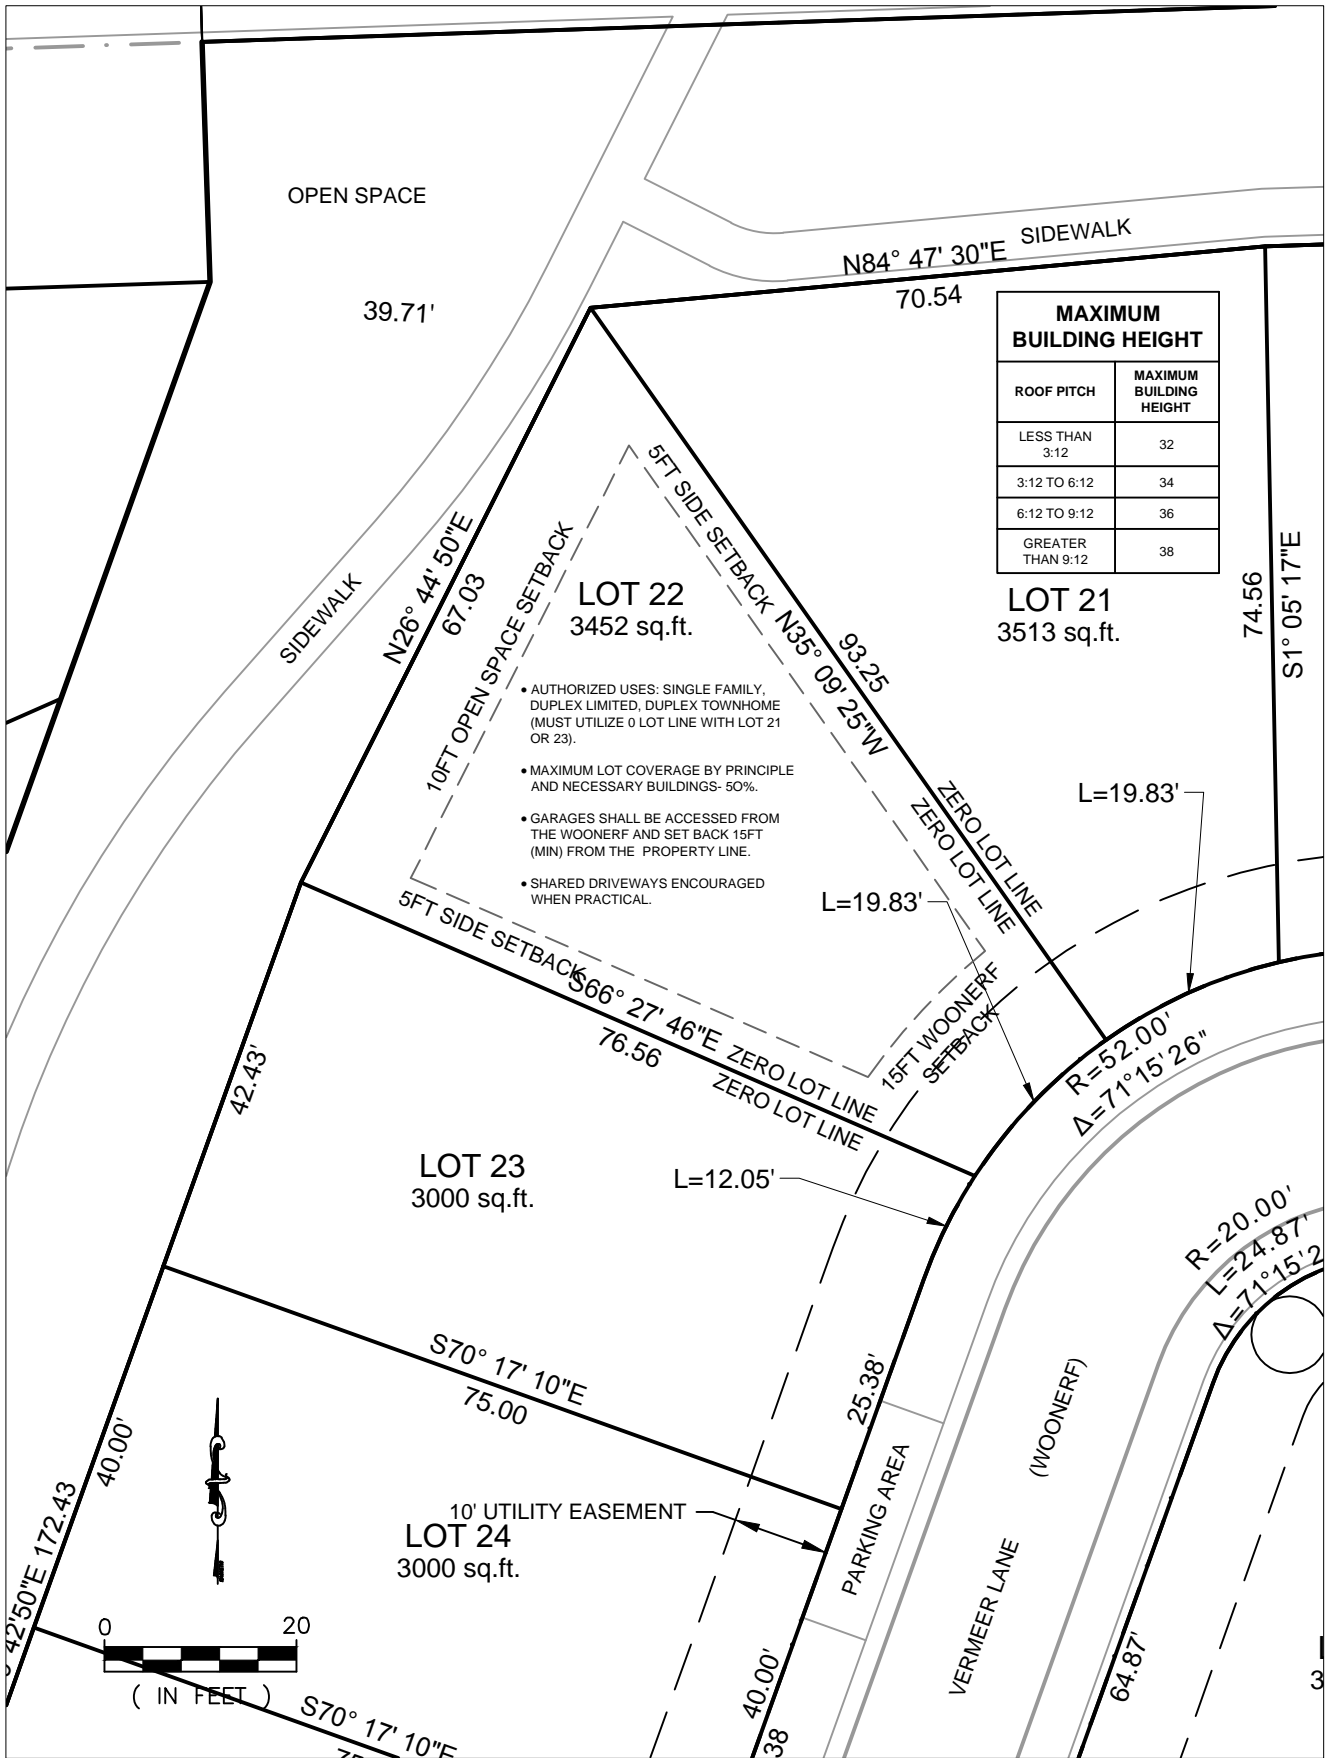 OPEN SPACE
39.71'
SIDEWALK
N84° 47' 30"E
70.54
MAXIMUM
BUILDING HEIGHT
ROOF PITCH
MAXIMUM
BUILDING
HEIGHT
LESS THAN
3:12
32
3:12 TO 6:12
34
6:12 TO 9:12
36
GREATER
THAN 9:12
38
LOT 21
3513 sq.ft.
74.56
S1° 05' 17"E
SIDEWALK
N26° 44' 50"E
67.03
10FT OPEN SPACE SETBACK
5FT SIDE SETBACK
N35° 09' 25"W
93.25
LOT 22
3452 sq.ft.
• AUTHORIZED USES: SINGLE FAMILY,
DUPLEX LIMITED, DUPLEX TOWNHOME
(MUST UTILIZE 0 LOT LINE WITH LOT 21
OR 23).
• MAXIMUM LOT COVERAGE BY PRINCIPLE
AND NECESSARY BUILDINGS- 50%.
• GARAGES SHALL BE ACCESSED FROM
THE WOONERF AND SET BACK 15FT
(MIN) FROM THE PROPERTY LINE.
• SHARED DRIVEWAYS ENCOURAGED
WHEN PRACTICAL.
ZERO LOT LINE
ZERO LOT LINE
L=19.83'
L=19.83'
5FT SIDE SETBACK
S66° 27' 46"E
76.56
ZERO LOT LINE
ZERO LOT LINE
15FT WOONERF
SETBACK
R=52.00'
Δ=71°15'26"
42.43'
LOT 23
3000 sq.ft.
L=12.05'
R=20.00'
L=24.87'
Δ=71°15'2
S70° 17' 10"E
75.00
25.38'
(WOONERF)
VERMEER LANE
PARKING AREA
40.00'
10' UTILITY EASEMENT
LOT 24
3000 sq.ft.
42'50"E 172.43
0 20
( IN FEET )
S70° 17' 10"E
40.00'
38
64.87'
3